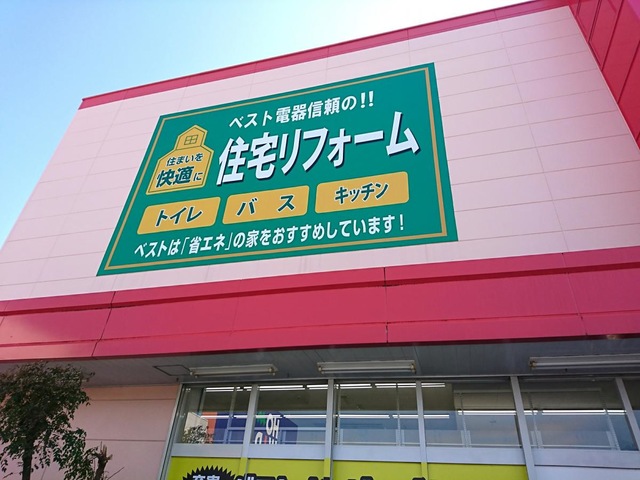 ベスト電器信頼の!!
住まいを
快適に
住宅リフォーム
トイレ
バス
キッチン
ベストは「省エネ」の家をおすすめしています!